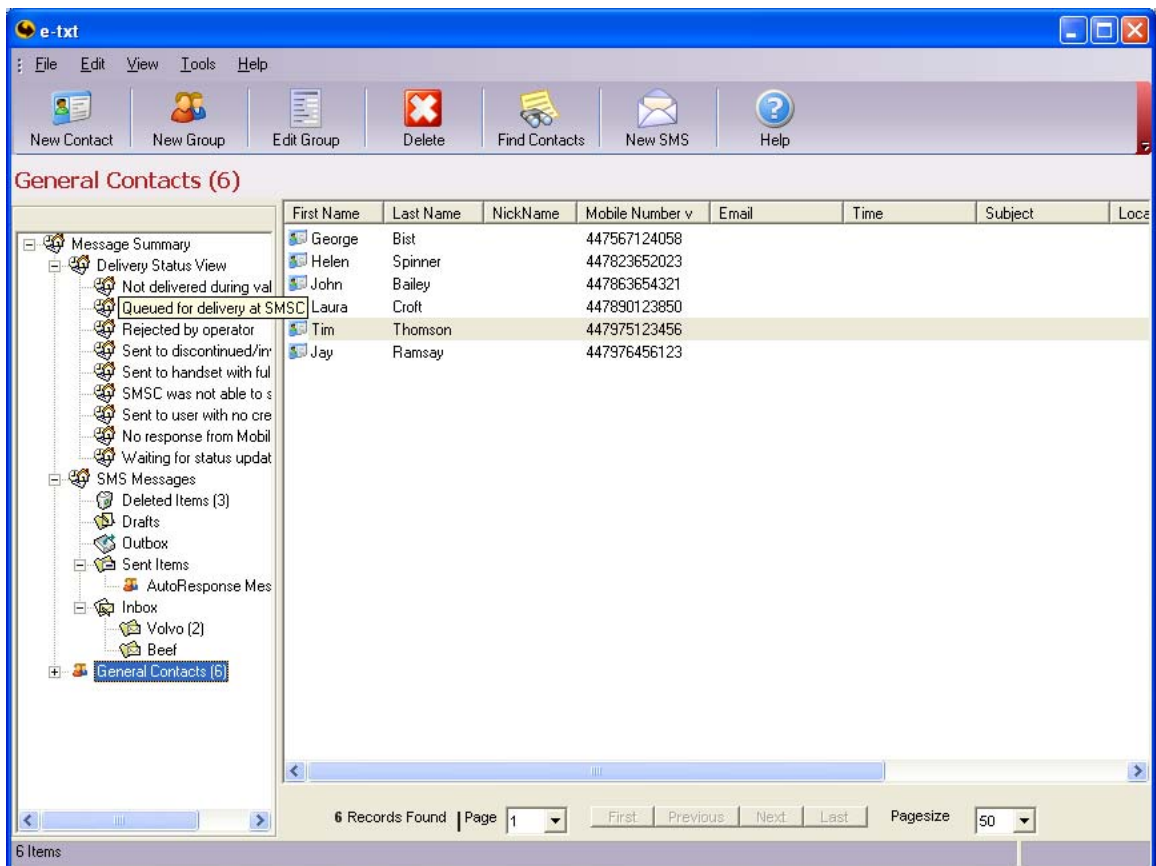 e-txt
File Edit View Tools Help
New Contact New Group Edit Group Delete Find Contacts New SMS Help
General Contacts (6)
First Name Last Name NickName Mobile Number v Email Time Subject Loca
George Bist 447567124058
Helen Spinner 447823652023
John Bailey 447863654321
Laura Croft 447890123850
Tim Thomson 447975123456
Jay Ramsay 447976456123
Message Summary
Delivery Status View
Not delivered during val
Queued for delivery at SMSC
Rejected by operator
Sent to discontinued/in
Sent to handset with ful
SMSC was not able to s
Sent to user with no cre
No response from Mobil
Waiting for status updat
SMS Messages
Deleted Items (3)
Drafts
Outbox
Sent Items
AutoResponse Mes
Inbox
Volvo (2)
Beef
General Contacts (6)
6 Records Found Page 1 First Previous Next Last Pagesize 50
6 Items